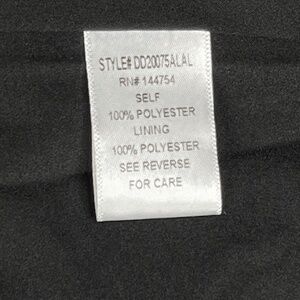 STYLE# DD20075ALAL
RN# 144754
SELF
100% POLYESTER
LINING
100% POLYESTER
SEE REVERSE
FOR CARE